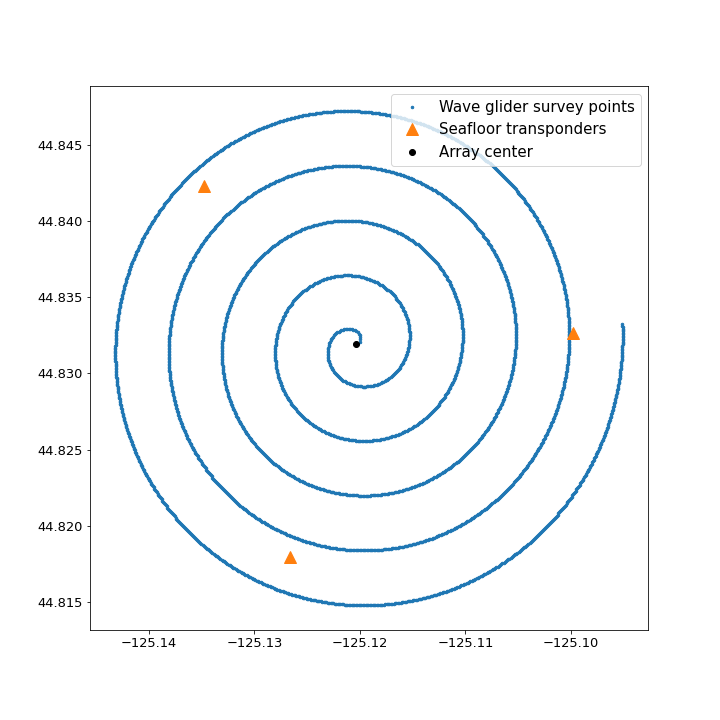 Wave glider survey points
Seafloor transponders
Array center
44.845
44.840
44.835
44.830
44.825
44.820
44.815
−125.14 −125.13 −125.12 −125.11 −125.10